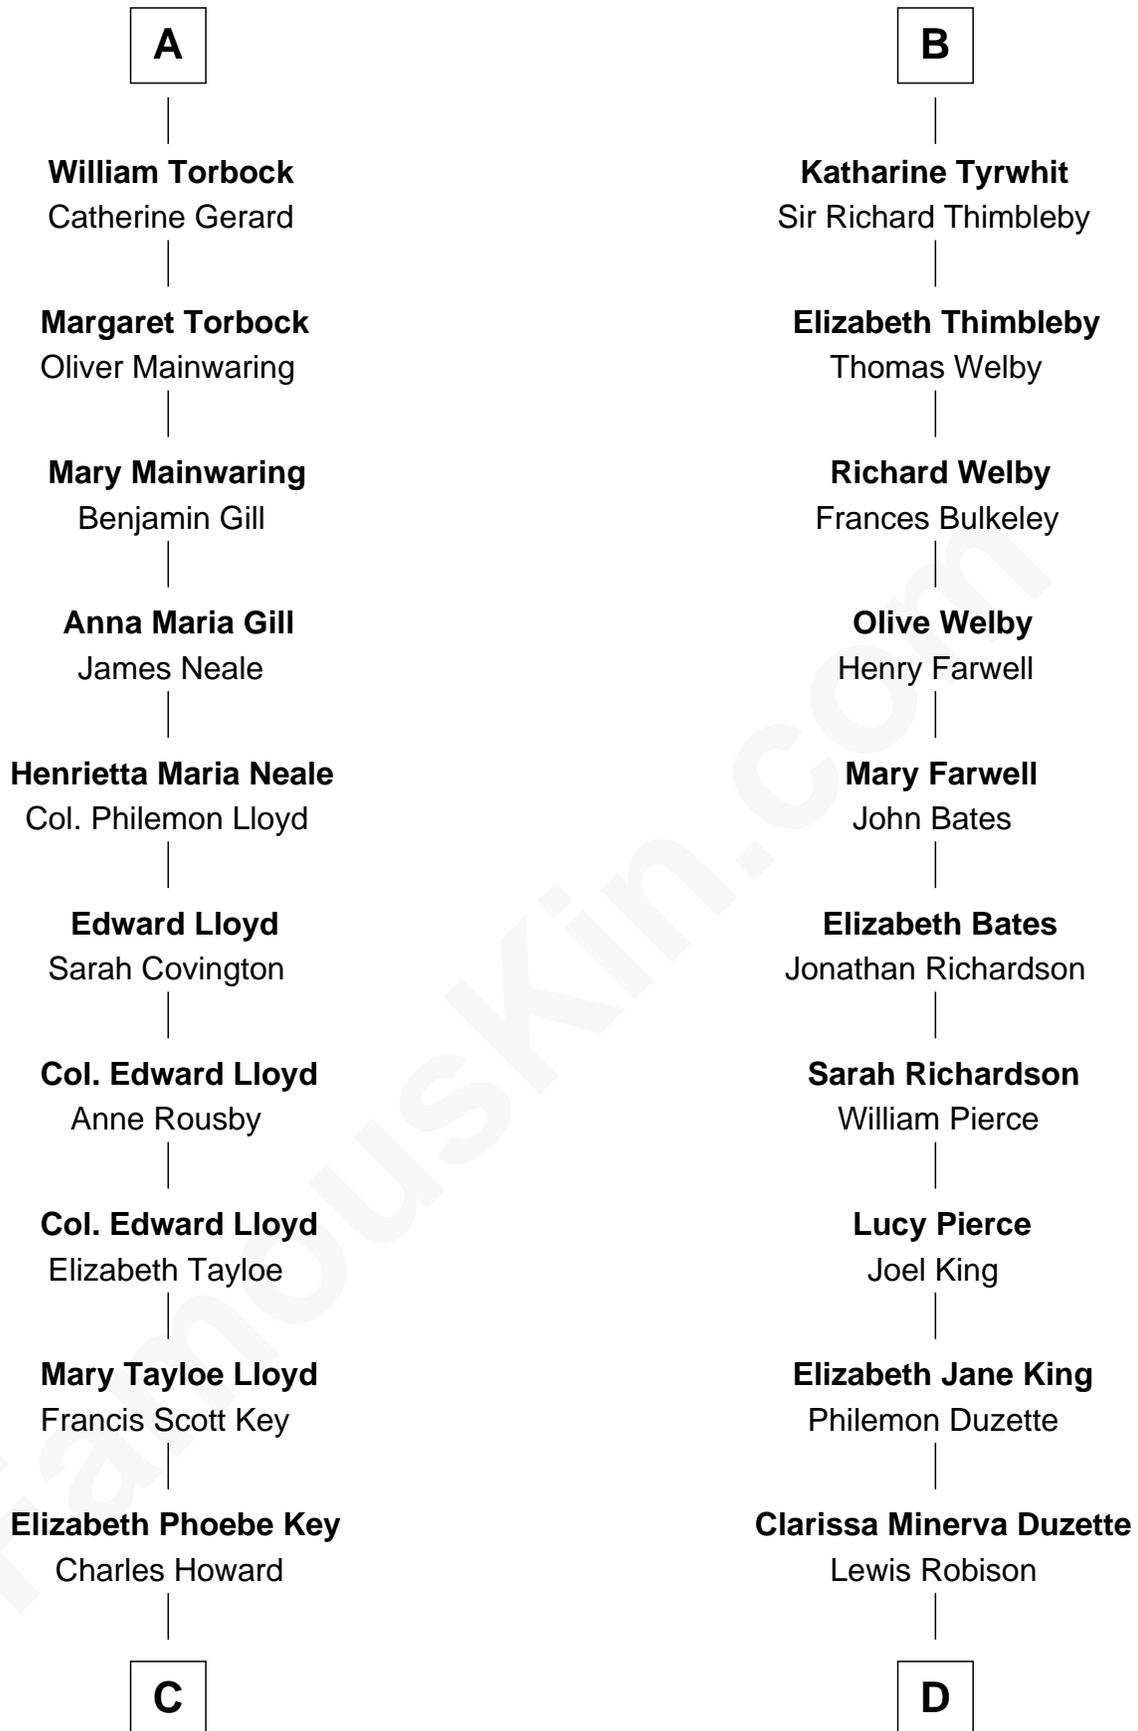 A
William Torbock
Catherine Gerard
Margaret Torbock
Oliver Mainwaring
Mary Mainwaring
Benjamin Gill
Anna Maria Gill
James Neale
Henrietta Maria Neale
Col. Philemon Lloyd
Edward Lloyd
Sarah Covington
Col. Edward Lloyd
Anne Rousby
Col. Edward Lloyd
Elizabeth Tayloe
Mary Tayloe Lloyd
Francis Scott Key
Elizabeth Phoebe Key
Charles Howard
C
B
Katharine Tyrwhit
Sir Richard Thimbleby
Elizabeth Thimbleby
Thomas Welby
Richard Welby
Frances Bulkeley
Olive Welby
Henry Farwell
Mary Farwell
John Bates
Elizabeth Bates
Jonathan Richardson
Sarah Richardson
William Pierce
Lucy Pierce
Joel King
Elizabeth Jane King
Philemon Duzette
Clarissa Minerva Duzette
Lewis Robison
D
FamousKin.com